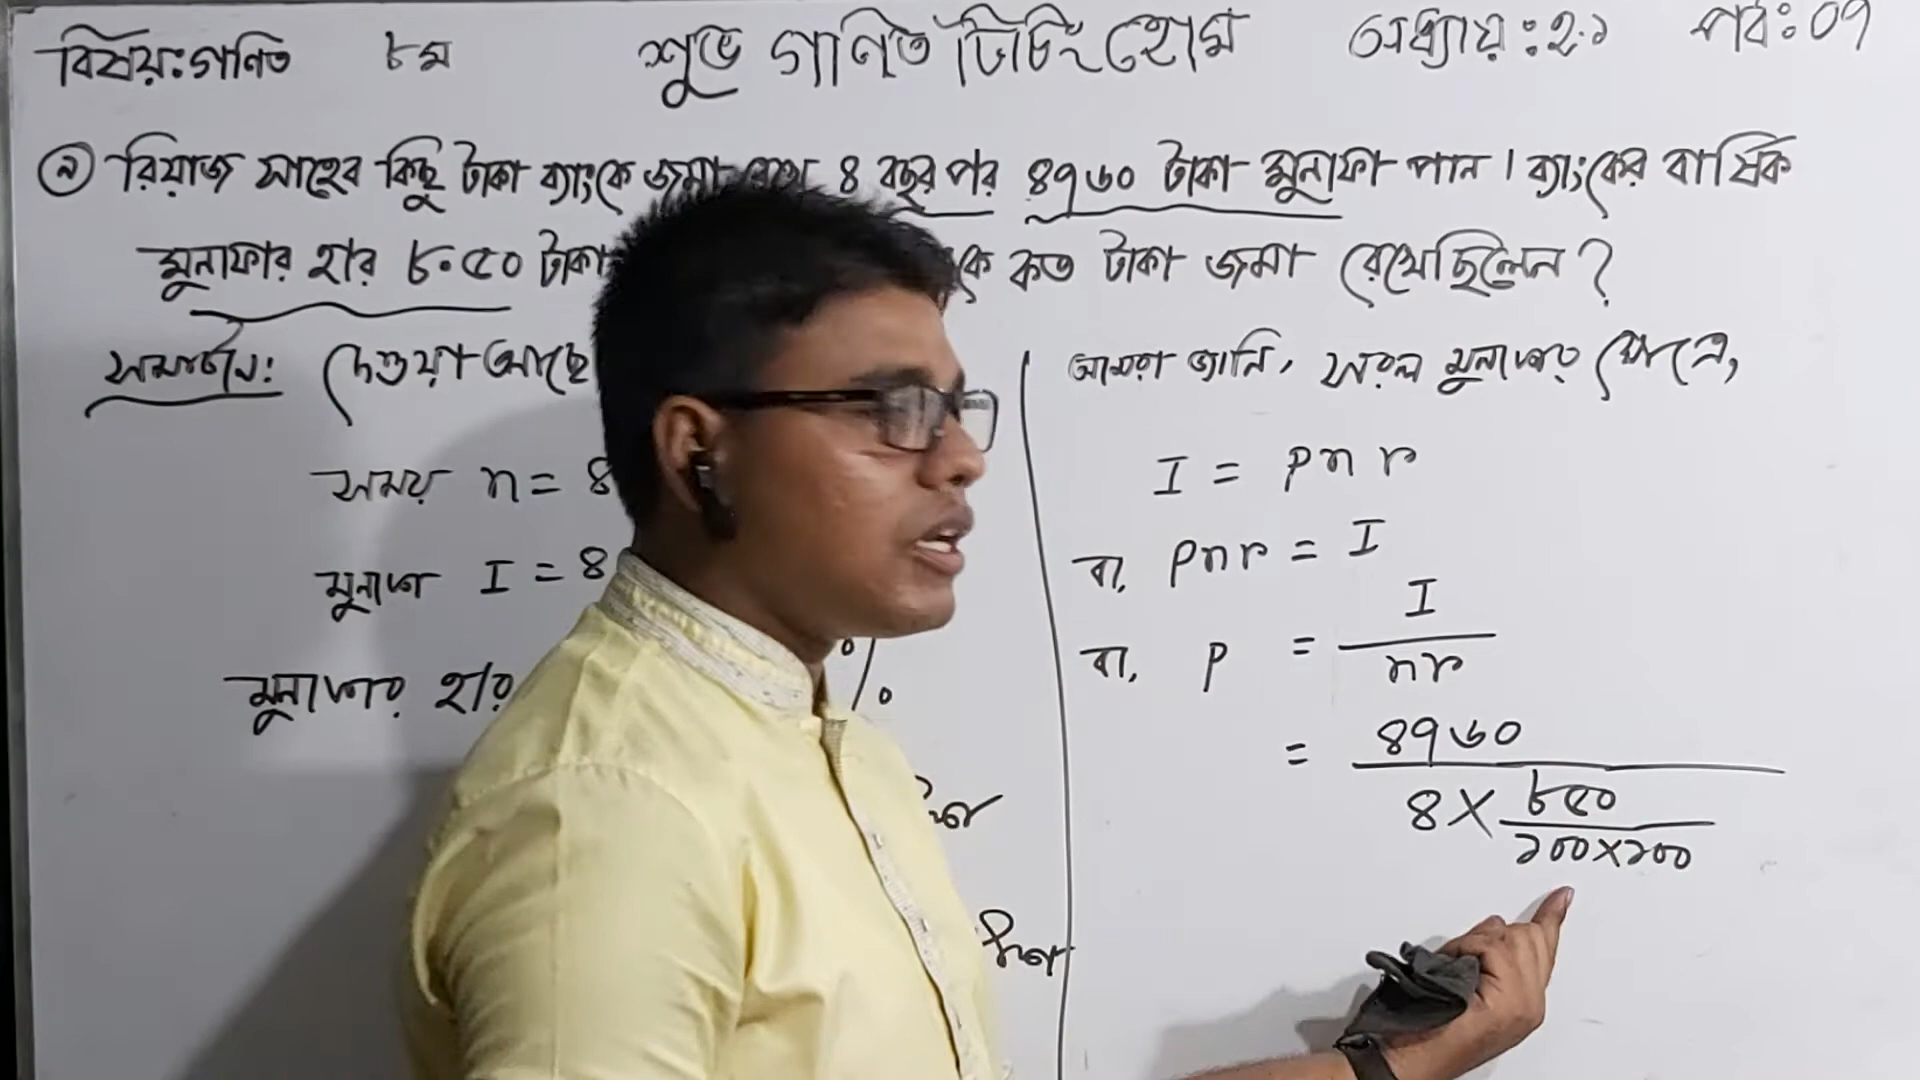 বিষয়:গণিত ৮ম শুভ গণিত টিচিং হোম অধ্যায়:২.১ পর্ব:০৭
৯ রিয়াজ সাহেব কিছু টাকা ব্যাংকে জমা রেখে ৪ বছর পর ৪৭৬০ টাকা মুনাফা পান। ব্যাংকের বার্ষিক
মুনাফার হার ৮.৫০ টাকা কত টাকা জমা রেখেছিলেন?
সমাধান: দেওয়া আছে
সময় n = ৪
মুনাফা I = ৪
মুনাফার হার %
আমরা জানি, সরল মুনাফার ক্ষেত্রে,
I = pnr
বা, pnr = I
বা, p = I / nr
= ৪৭৬০ / ৪ × ৮৫০ / ১০০×১০০